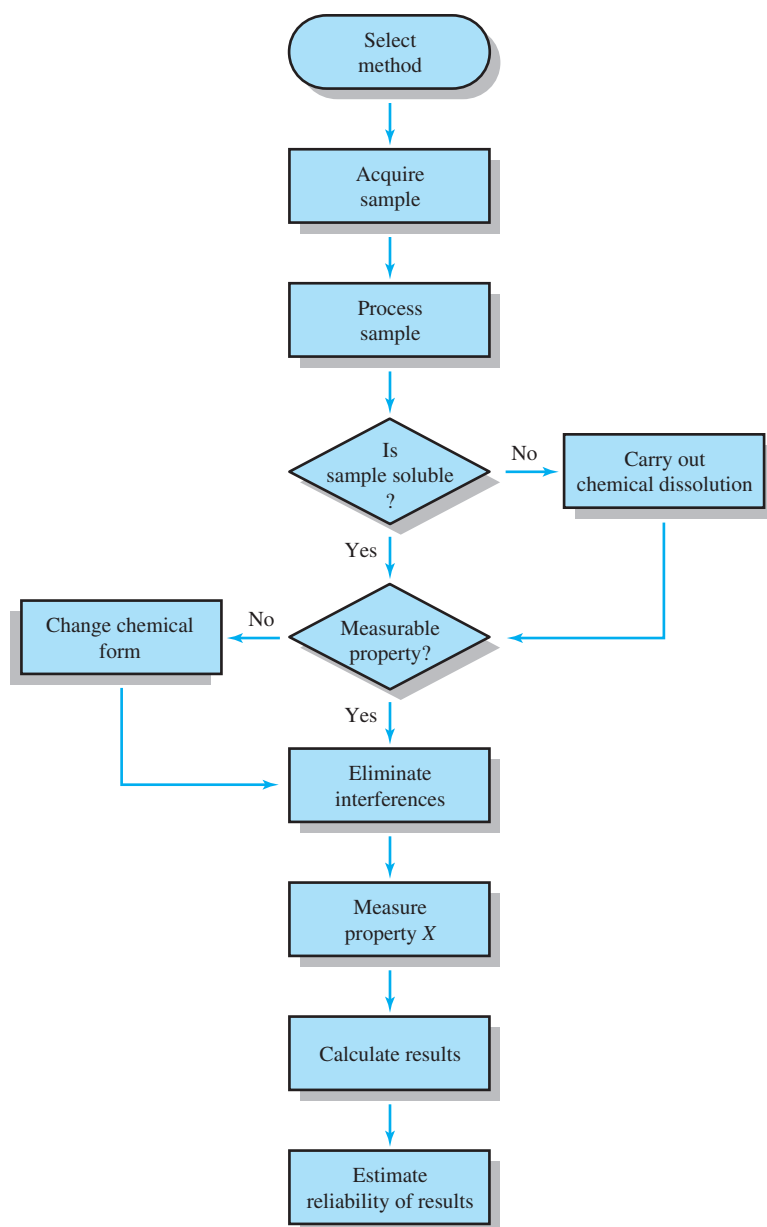 Select
method
Acquire
sample
Process
sample
Is
sample soluble
?
No
Carry out
chemical dissolution
Yes
Measurable
property?
No
Change chemical
form
Yes
Eliminate
interferences
Measure
property X
Calculate results
Estimate
reliability of results